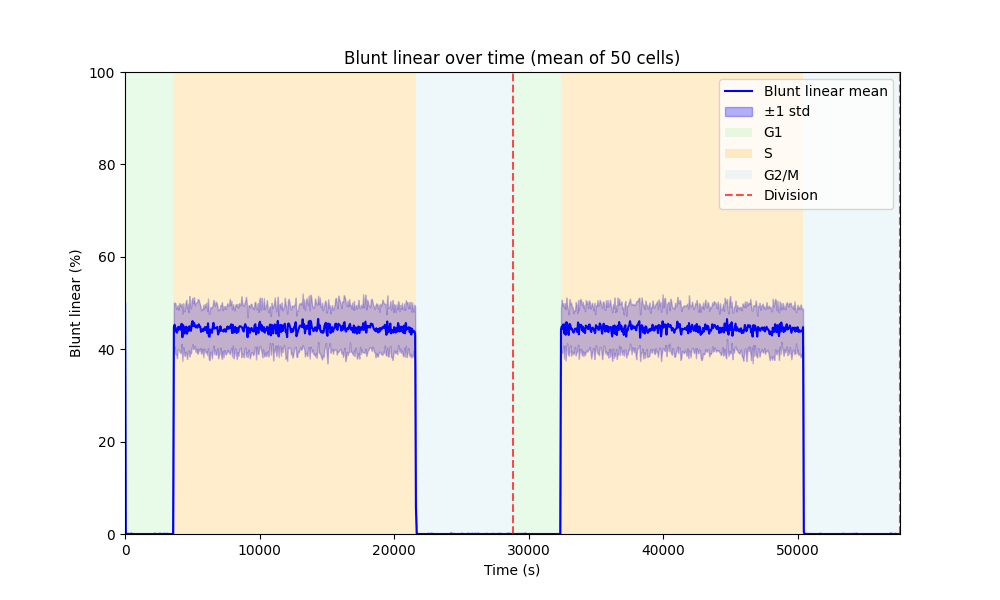 Blunt linear over time (mean of 50 cells)
Blunt linear (%)
100
80
60
40
20
0
Blunt linear mean
±1 std
G1
S
G2/M
Division
0 10000 20000 30000 40000 50000
Time (s)